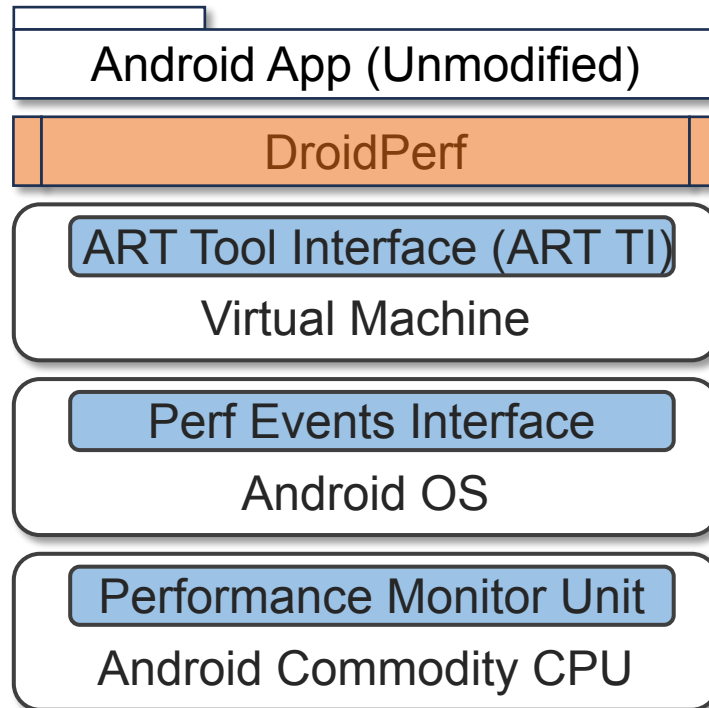 Android App (Unmodified)
DroidPerf
ART Tool Interface (ART TI)
Virtual Machine
Perf Events Interface
Android OS
Performance Monitor Unit
Android Commodity CPU